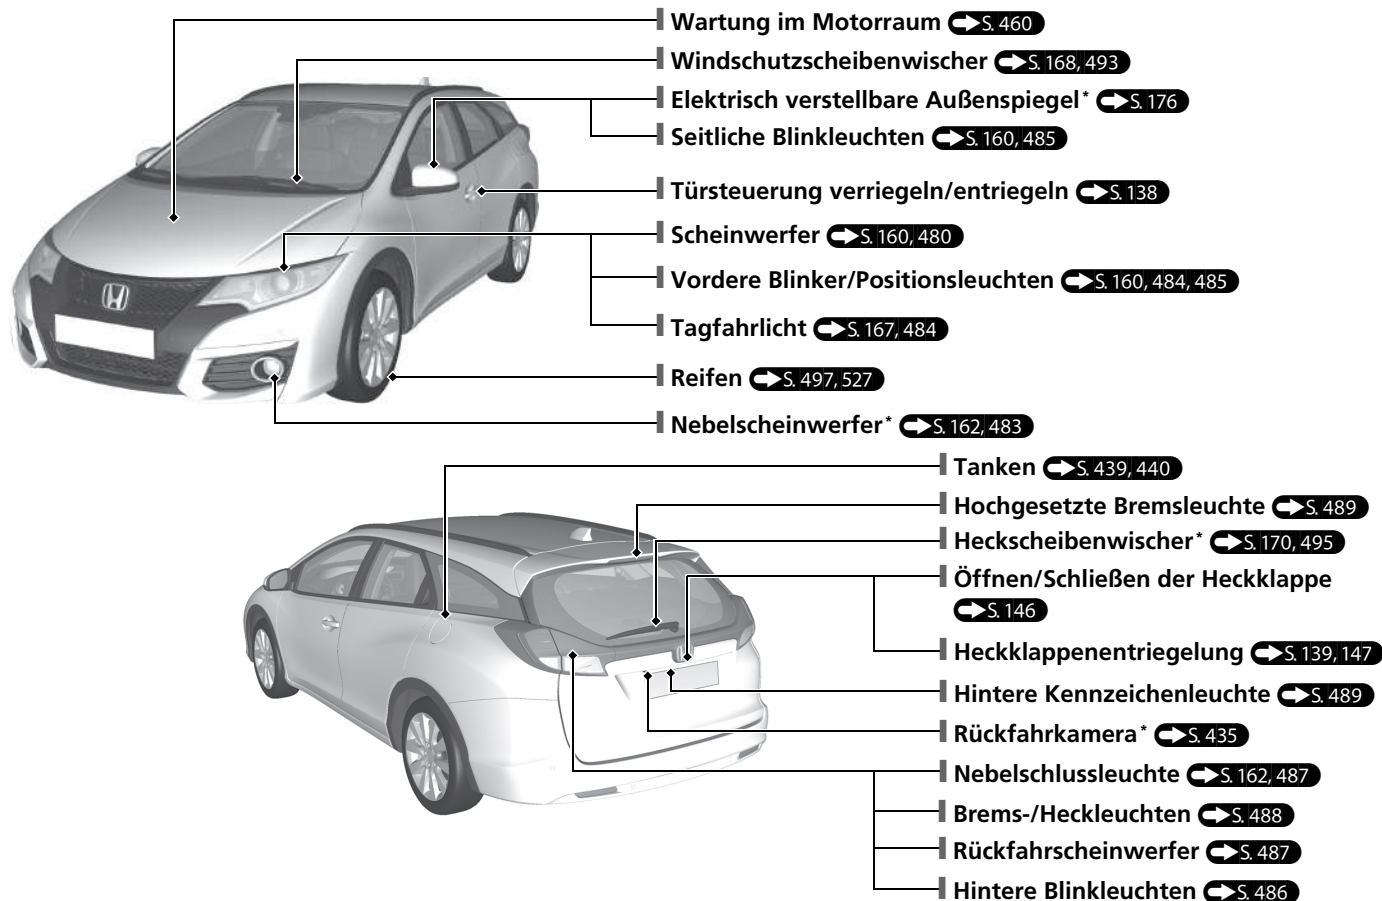 Wartung im Motorraum S. 460
Windschutzscheibenwischer S. 168, 493
Elektrisch verstellbare Außenspiegel* S. 176
Seitliche Blinkleuchten S. 160, 485
Türsteuerung verriegeln/entriegeln S. 138
Scheinwerfer S. 160, 480
Vordere Blinker/Positionsleuchten S. 160, 484, 485
Tagfahrlicht S. 167, 484
Reifen S. 497, 527
Nebelscheinwerfer* S. 162, 483
Tanken S. 439, 440
Hochgesetzte Bremsleuchte S. 489
Heckscheibenwischer* S. 170, 495
Öffnen/Schließen der Heckklappe
S. 146
Heckklappenentriegelung S. 139, 147
Hintere Kennzeichenleuchte S. 489
Rückfahrkamera* S. 435
Nebelschlussleuchte S. 162, 487
Brems-/Heckleuchten S. 488
Rückfahrscheinwerfer S. 487
Hintere Blinkleuchten S. 486